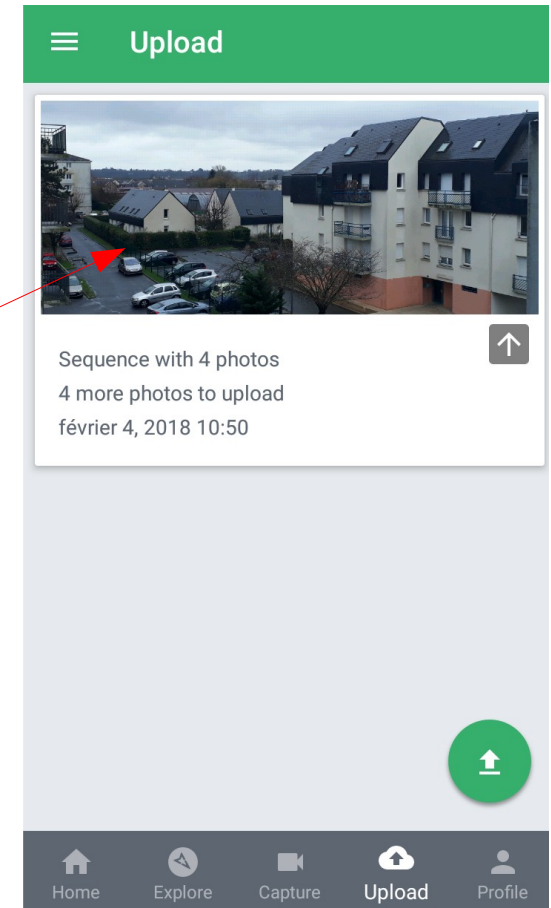 Upload
Sequence with 4 photos
4 more photos to upload
février 4, 2018 10:50
Home
Explore
Capture
Upload
Profile